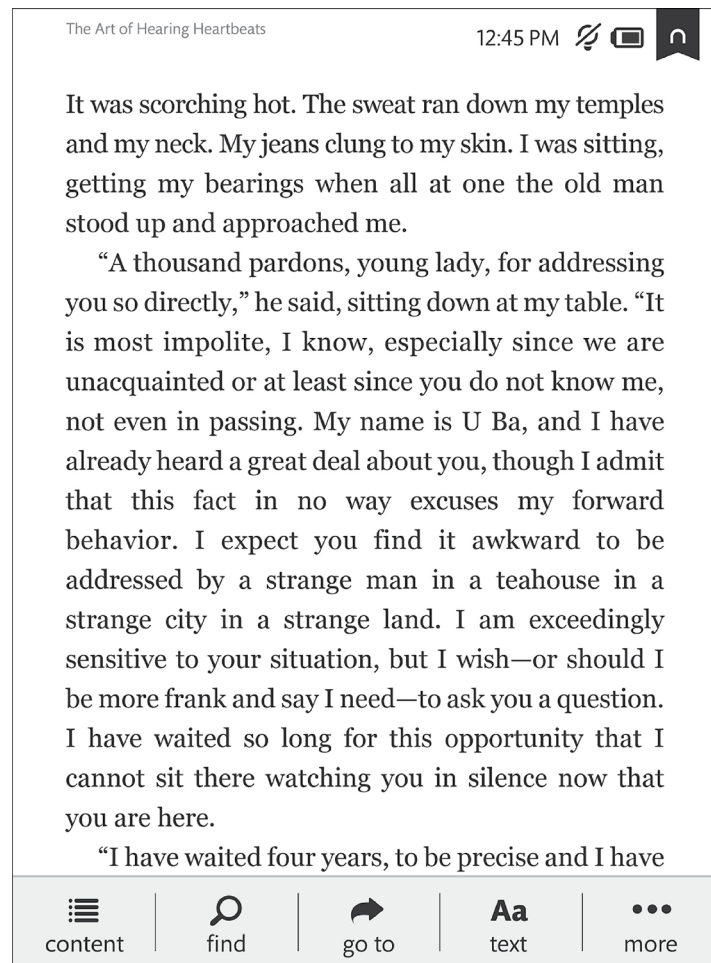 The Art of Hearing Heartbeats
12:45 PM
It was scorching hot. The sweat ran down my temples
and my neck. My jeans clung to my skin. I was sitting,
getting my bearings when all at one the old man
stood up and approached me.
“A thousand pardons, young lady, for addressing
you so directly,” he said, sitting down at my table. “It
is most impolite, I know, especially since we are
unacquainted or at least since you do not know me,
not even in passing. My name is U Ba, and I have
already heard a great deal about you, though I admit
that this fact in no way excuses my forward
behavior. I expect you find it awkward to be
addressed by a strange man in a teahouse in a
strange city in a strange land. I am exceedingly
sensitive to your situation, but I wish—or should I
be more frank and say I need—to ask you a question.
I have waited so long for this opportunity that I
cannot sit there watching you in silence now that
you are here.
“I have waited four years, to be precise and I have
content find go to Aa text more